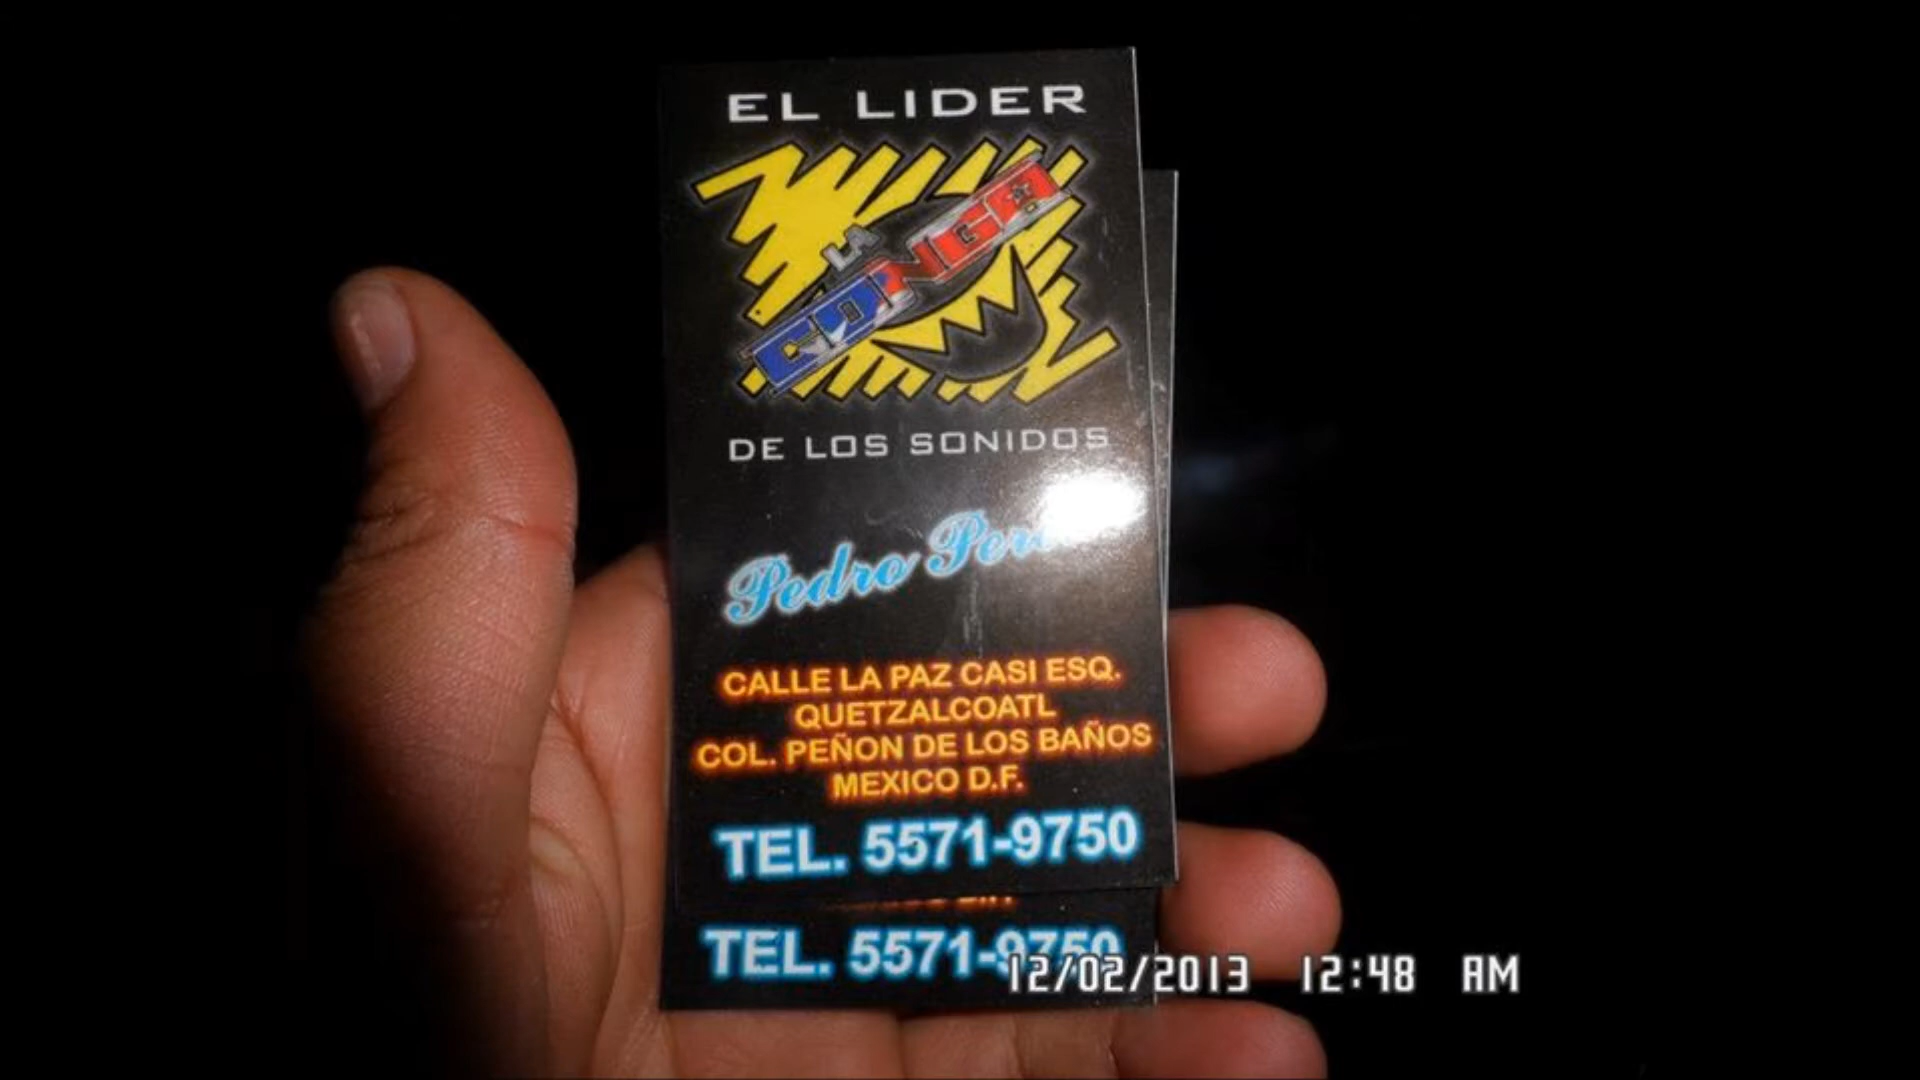 EL LIDER
LA
CONGA
DE LOS SONIDOS
Pedro
CALLE LA PAZ CASI ESQ.
QUETZALCOATL
COL. PEÑON DE LOS BAÑOS
MEXICO D.F.
TEL. 5571-9750
TEL. 5571-9750
12/02/2013 12:48 AM